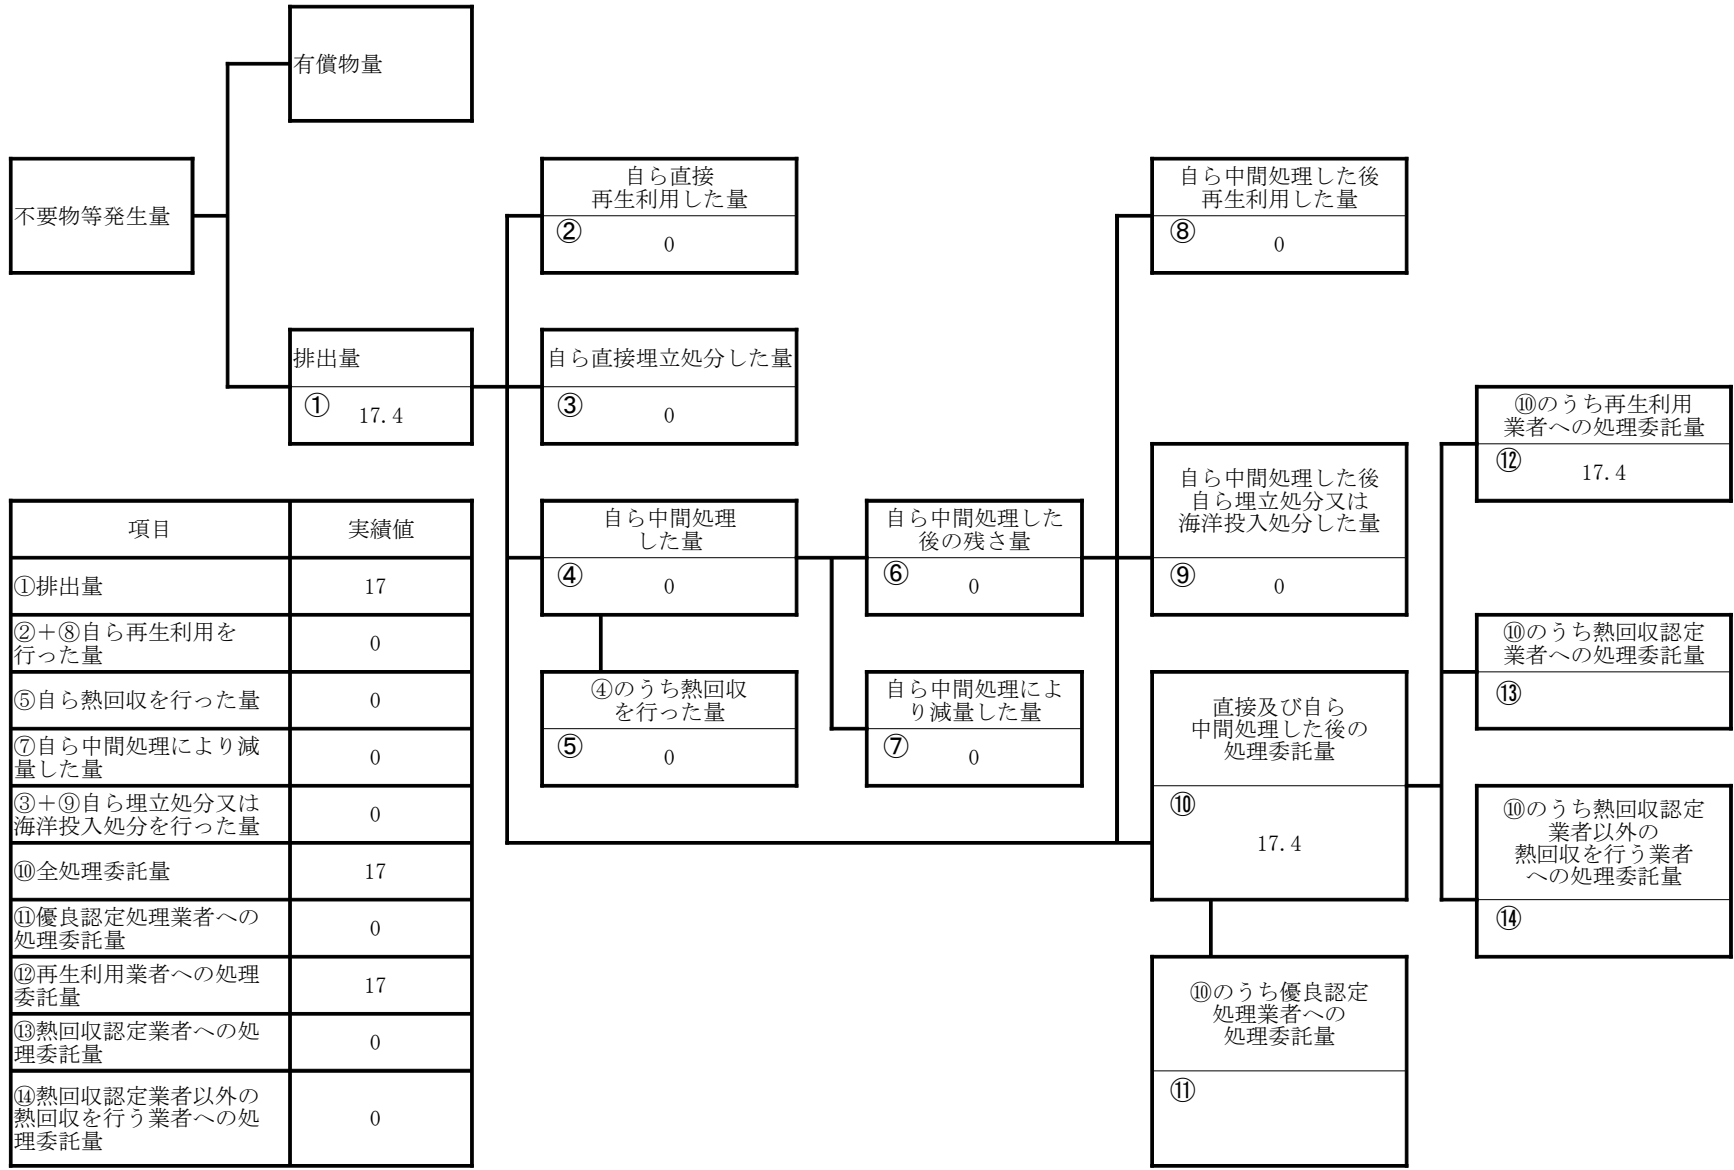 有償物量
不要物等発生量
自ら直接
再生利用した量
②
0
自ら中間処理した後
再生利用した量
⑧
0
排出量
①
17.4
自ら直接埋立処分した量
③
0
⑩のうち再生利用
業者への処理委託量
⑫
17.4
自ら中間処理した後
自ら埋立処分又は
海洋投入処分した量
⑨
0
自ら中間処理
した量
④
0
自ら中間処理した
後の残さ量
⑥
0
⑩のうち熱回収認定
業者への処理委託量
⑬
④のうち熱回収
を行った量
⑤
0
自ら中間処理によ
り減量した量
⑦
0
直接及び自ら
中間処理した後の
処理委託量
⑩
17.4
⑩のうち熱回収認定
業者以外の
熱回収を行う業者
への処理委託量
⑭
⑩のうち優良認定
処理業者への
処理委託量
⑪
項目 実績値
①排出量 17
②+⑧自ら再生利用を
行った量 0
⑤自ら熱回収を行った量 0
⑦自ら中間処理により減
量した量 0
③+⑨自ら埋立処分又は
海洋投入処分を行った量 0
⑩全処理委託量 17
⑪優良認定処理業者への
処理委託量 0
⑫再生利用業者への処理
委託量 17
⑬熱回収認定業者への処
理委託量 0
⑭熱回収認定業者以外の
熱回収を行う業者への処
理委託量 0